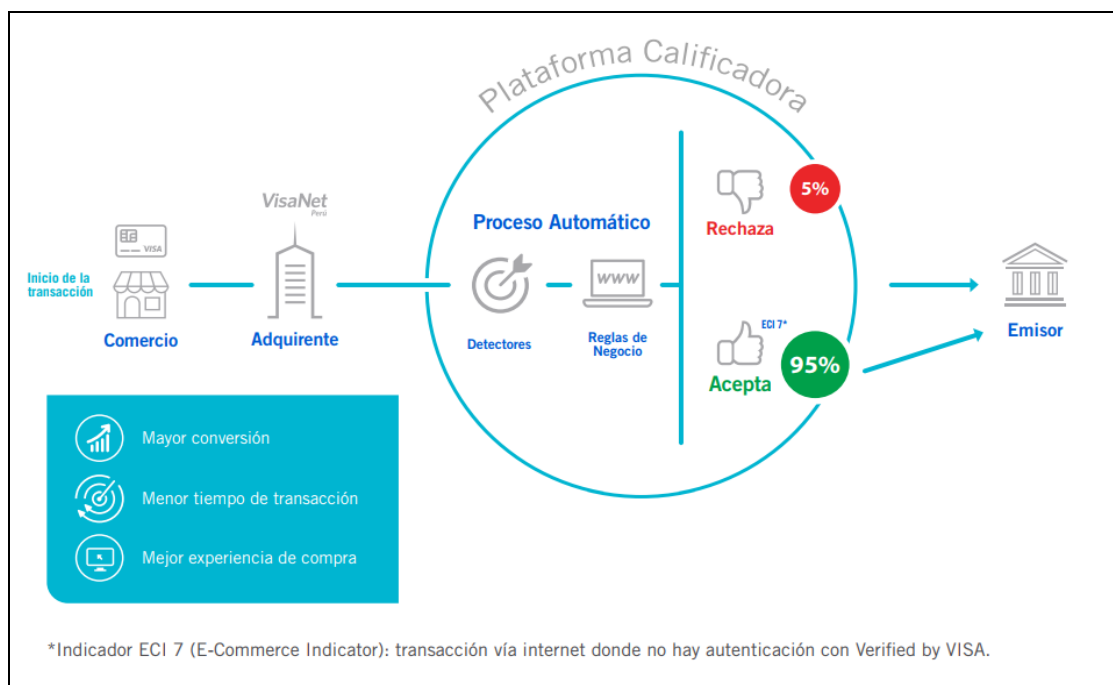 Plataforma Calificadora
VisaNet
Perú
VISA
Inicio de la
transacción
Comercio
Adquirente
Proceso Automático
Detectores
www
Reglas de
Negocio
5%
Rechaza
ECI 7*
95%
Acepta
Emisor
Mayor conversión
Menor tiempo de transacción
Mejor experiencia de compra
*Indicador ECI 7 (E-Commerce Indicator): transacción vía internet donde no hay autenticación con Verified by VISA.